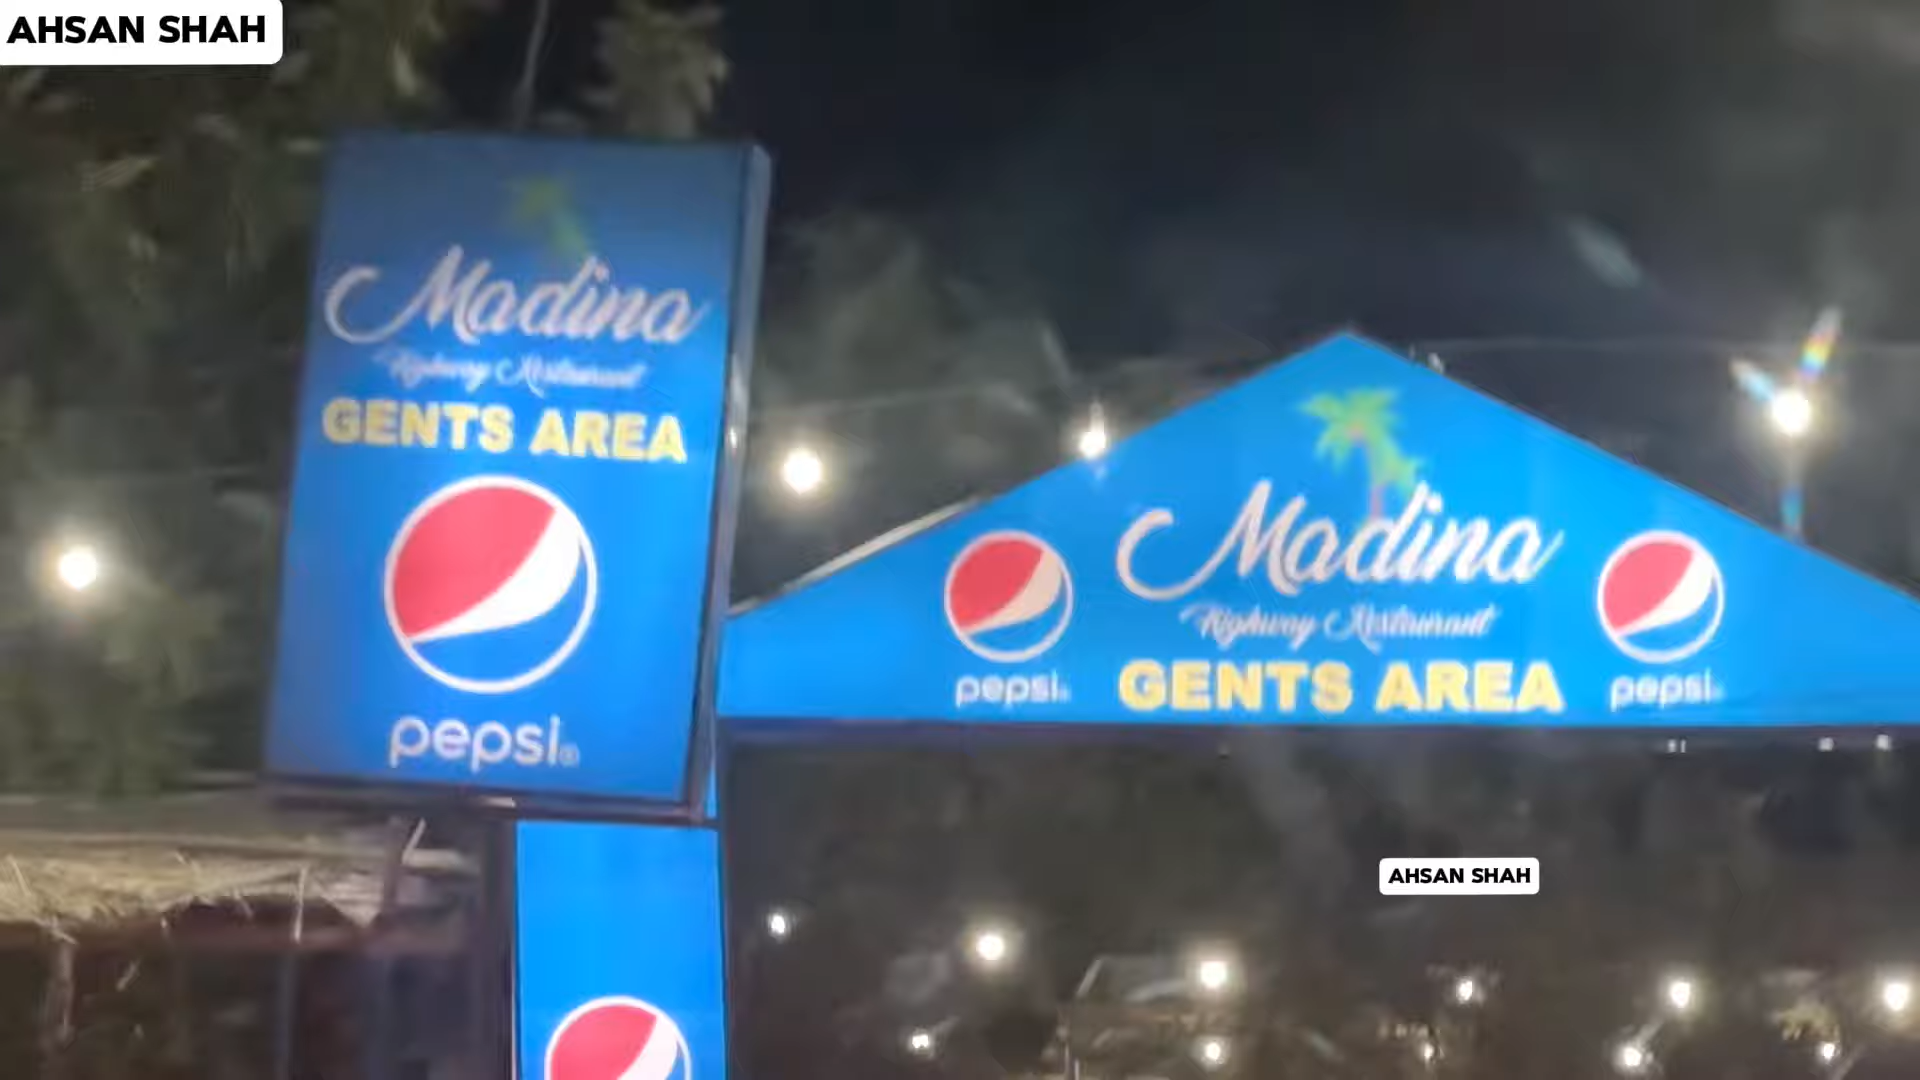 AHSAN SHAH
Madina
Highway Restaurant
GENTS AREA
pepsi
Madina
Highway Restaurant
GENTS AREA
pepsi
pepsi
AHSAN SHAH